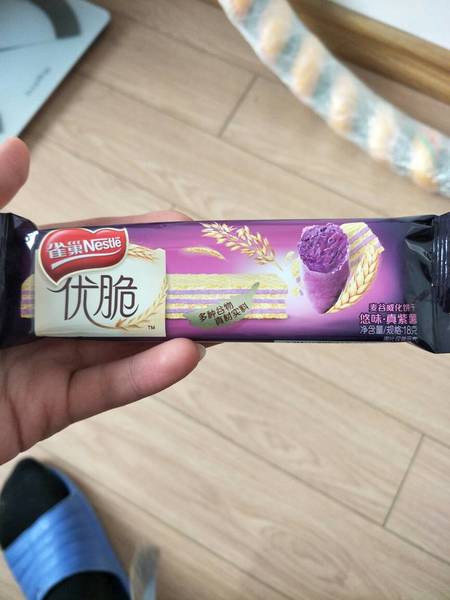 雀巢Nestlé
优脆
TM
多种谷物
真材实料
麦谷威化饼干
悠味·真紫薯
净含量/规格:18克